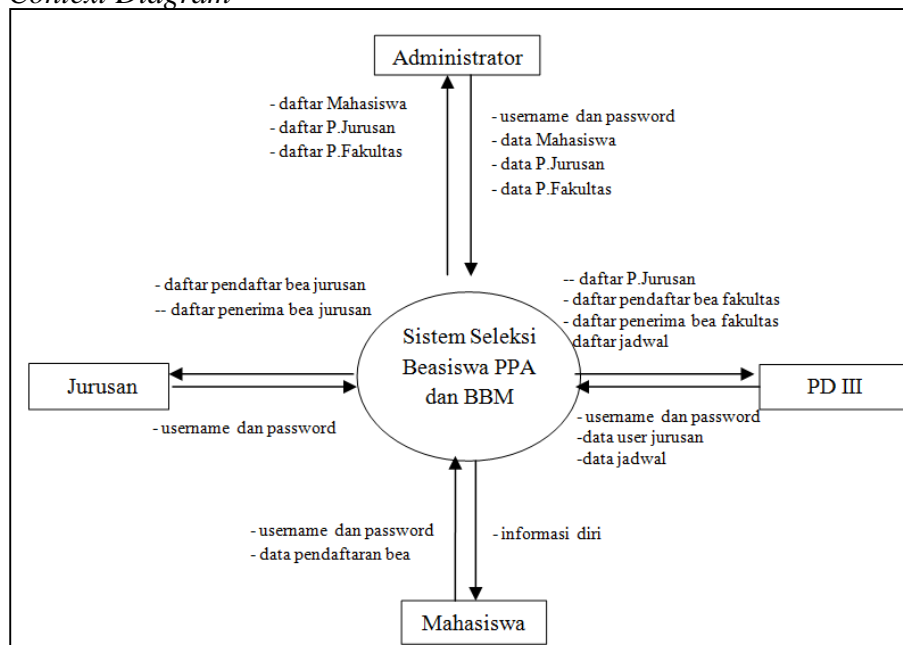 Context Diagram
Administrator
- daftar Mahasiswa
- daftar P.Jurusan
- daftar P.Fakultas
- username dan password
- data Mahasiswa
- data P.Jurusan
- data P.Fakultas
- daftar pendaftar bea jurusan
-- daftar penerima bea jurusan
-- daftar P.Jurusan
- daftar pendaftar bea fakultas
- daftar penerima bea fakultas
daftar jadwal
Sistem Seleksi
Beasiswa PPA
dan BBM
Jurusan
PD III
- username dan password
- username dan password
-data user jurusan
-data jadwal
- username dan password
- data pendaftaran bea
- informasi diri
Mahasiswa